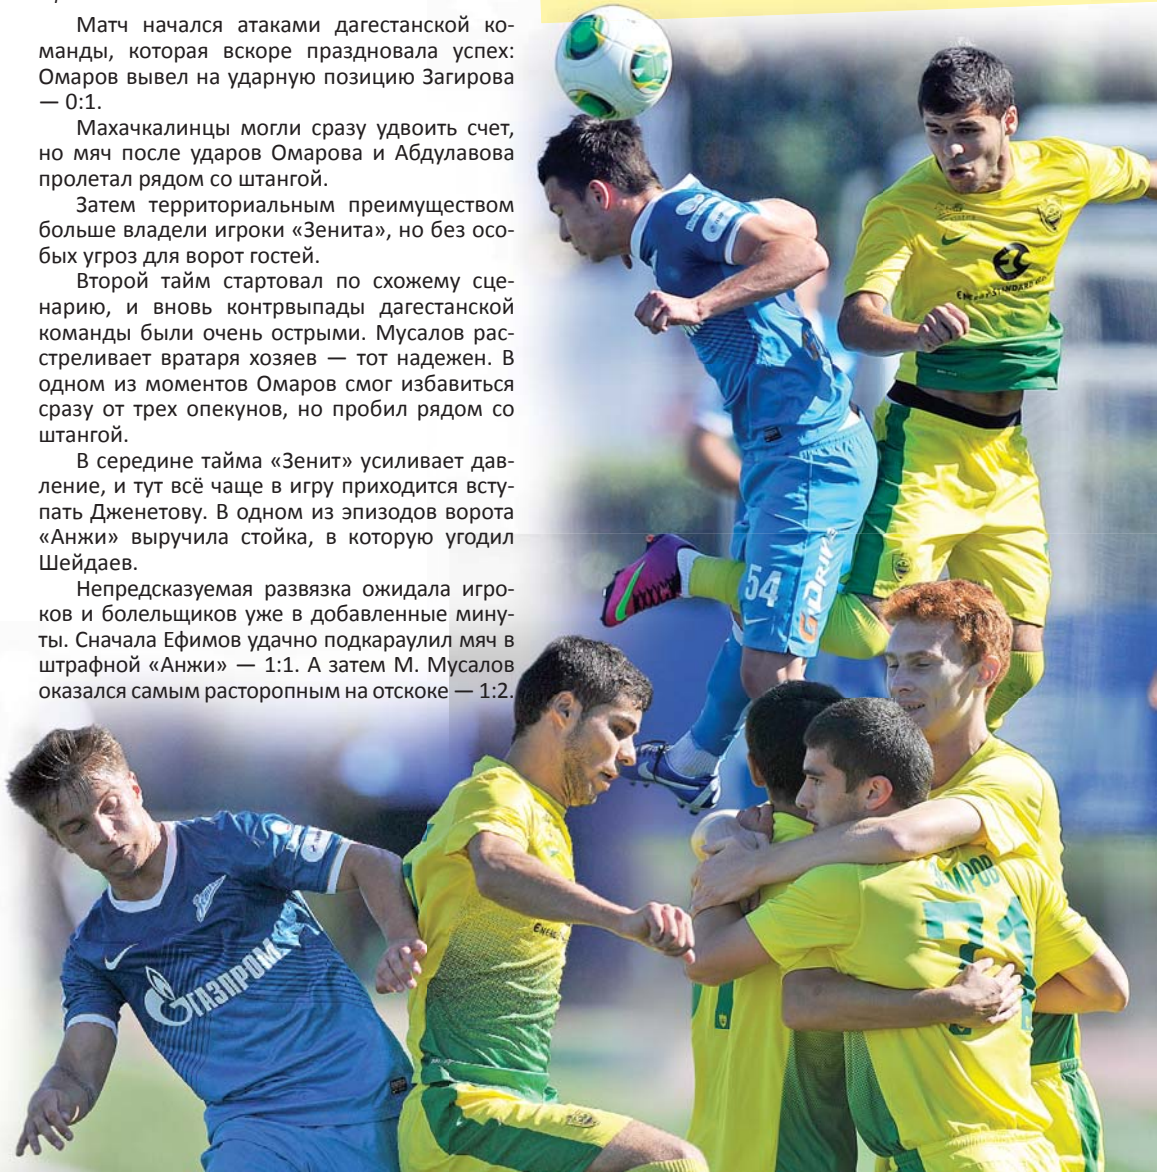 Матч начался атаками дагестанской ко-
манды, которая вскоре праздновала успех:
Омаров вывел на ударную позицию Загирова
— 0:1.
Махачкалинцы могли сразу удвоить счет,
но мяч после ударов Омарова и Абдулавова
пролетал рядом со штангой.
Затем территориальным преимуществом
больше владели игроки «Зенита», но без осо-
бых угроз для ворот гостей.
Второй тайм стартовал по схожему сце-
нарию, и вновь контрвыпады дагестанской
команды были очень острыми. Мусалов рас-
стреливает вратаря хозяев — тот надежен. В
одном из моментов Омаров смог избавиться
сразу от трех опекунов, но пробил рядом со
штангой.
В середине тайма «Зенит» усиливает дав-
ление, и тут всё чаще в игру приходится всту-
пать Дженетову. В одном из эпизодов ворота
«Анжи» выручила стойка, в которую угодил
Шейдаев.
Непредсказуемая развязка ожидала игро-
ков и болельщиков уже в добавленные мину-
ты. Сначала Ефимов удачно подкараулил мяч в
штрафной «Анжи» — 1:1. А затем М. Мусалов
оказался самым расторопным на отскоке — 1:2.
54
G-Drive
ГАЗПРОМ